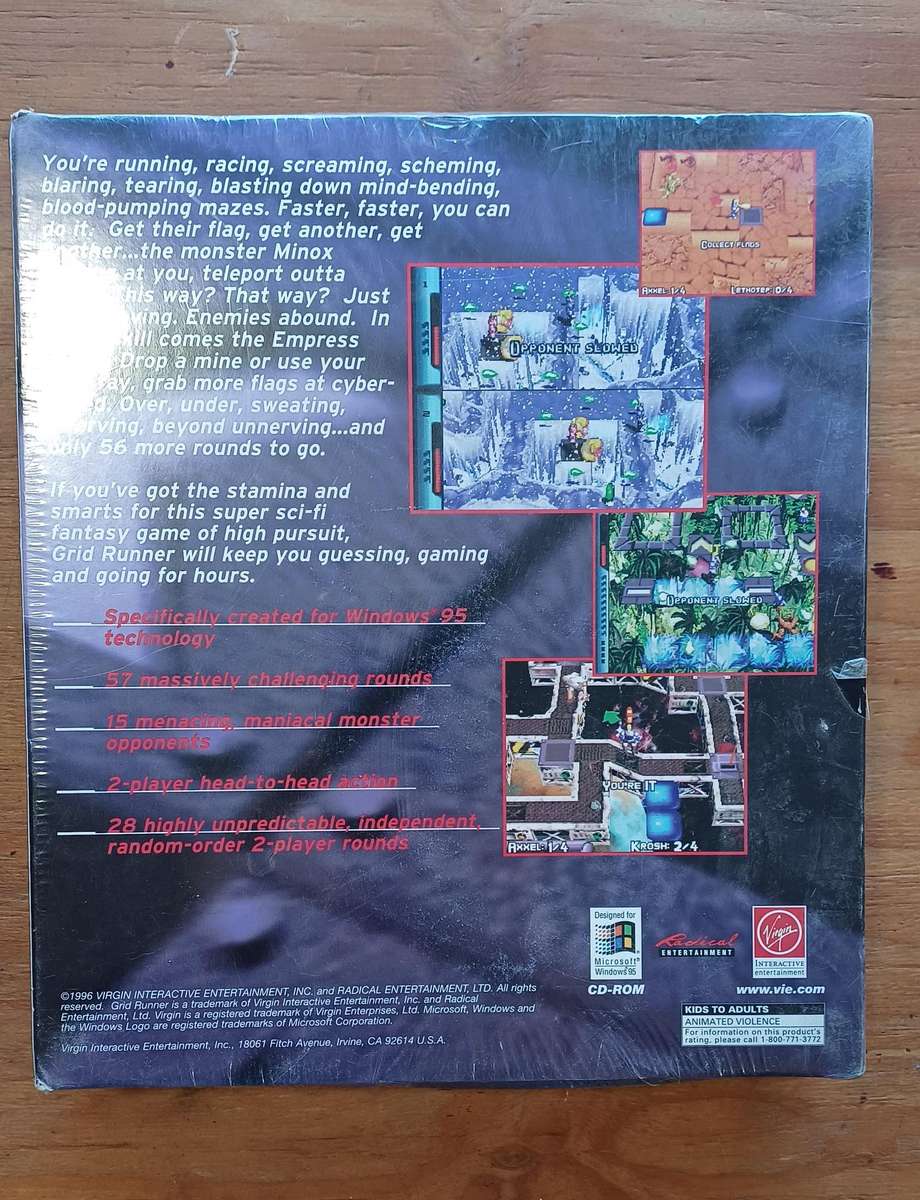 You're running, racing, screaming, scheming,
blaring, tearing, blasting down mind-bending,
blood-pumping mazes. Faster, faster, you can
do it. Get their flag, get another, get
another...the monster Minox
at you, teleport outta
this way? That way? Just
Enemies abound. In
comes the Empress
Drop a mine or use your
grab more flags at cyber-
Over, under, sweating,
beyond unnerving...and
only 56 more rounds to go.
If you've got the stamina and
smarts for this super sci-fi
fantasy game of high pursuit,
Grid Runner will keep you guessing, gaming
and going for hours.
Specifically created for Windows® 95
technology
57 massively challenging rounds
15 menacing, maniacal monster
opponents
2-player head-to-head action
28 highly unpredictable, independent,
random-order 2-player rounds
COLLECT FLAGS
AXXEL: 1/4 LETHOTEP: 0/4
1
OPPONENT SLOWED
2
OPPONENT SLOWED
YOU'RE IT
AXXEL: 1/4 KROSH: 2/4
Designed for
Microsoft®
Windows®95
CD-ROM
Radical
ENTERTAINMENT
Virgin
INTERACTIVE
entertainment
www.vie.com
©1996 VIRGIN INTERACTIVE ENTERTAINMENT, INC. and RADICAL ENTERTAINMENT, LTD. All rights
reserved. Grid Runner is a trademark of Virgin Interactive Entertainment, Inc. and Radical
Entertainment, Ltd. Virgin is a registered trademark of Virgin Enterprises, Ltd. Microsoft, Windows and
the Windows Logo are registered trademarks of Microsoft Corporation.
Virgin Interactive Entertainment, Inc., 18061 Fitch Avenue, Irvine, CA 92614 U.S.A.
KIDS TO ADULTS
ANIMATED VIOLENCE
For information on this product's
rating, please call 1-800-771-3772